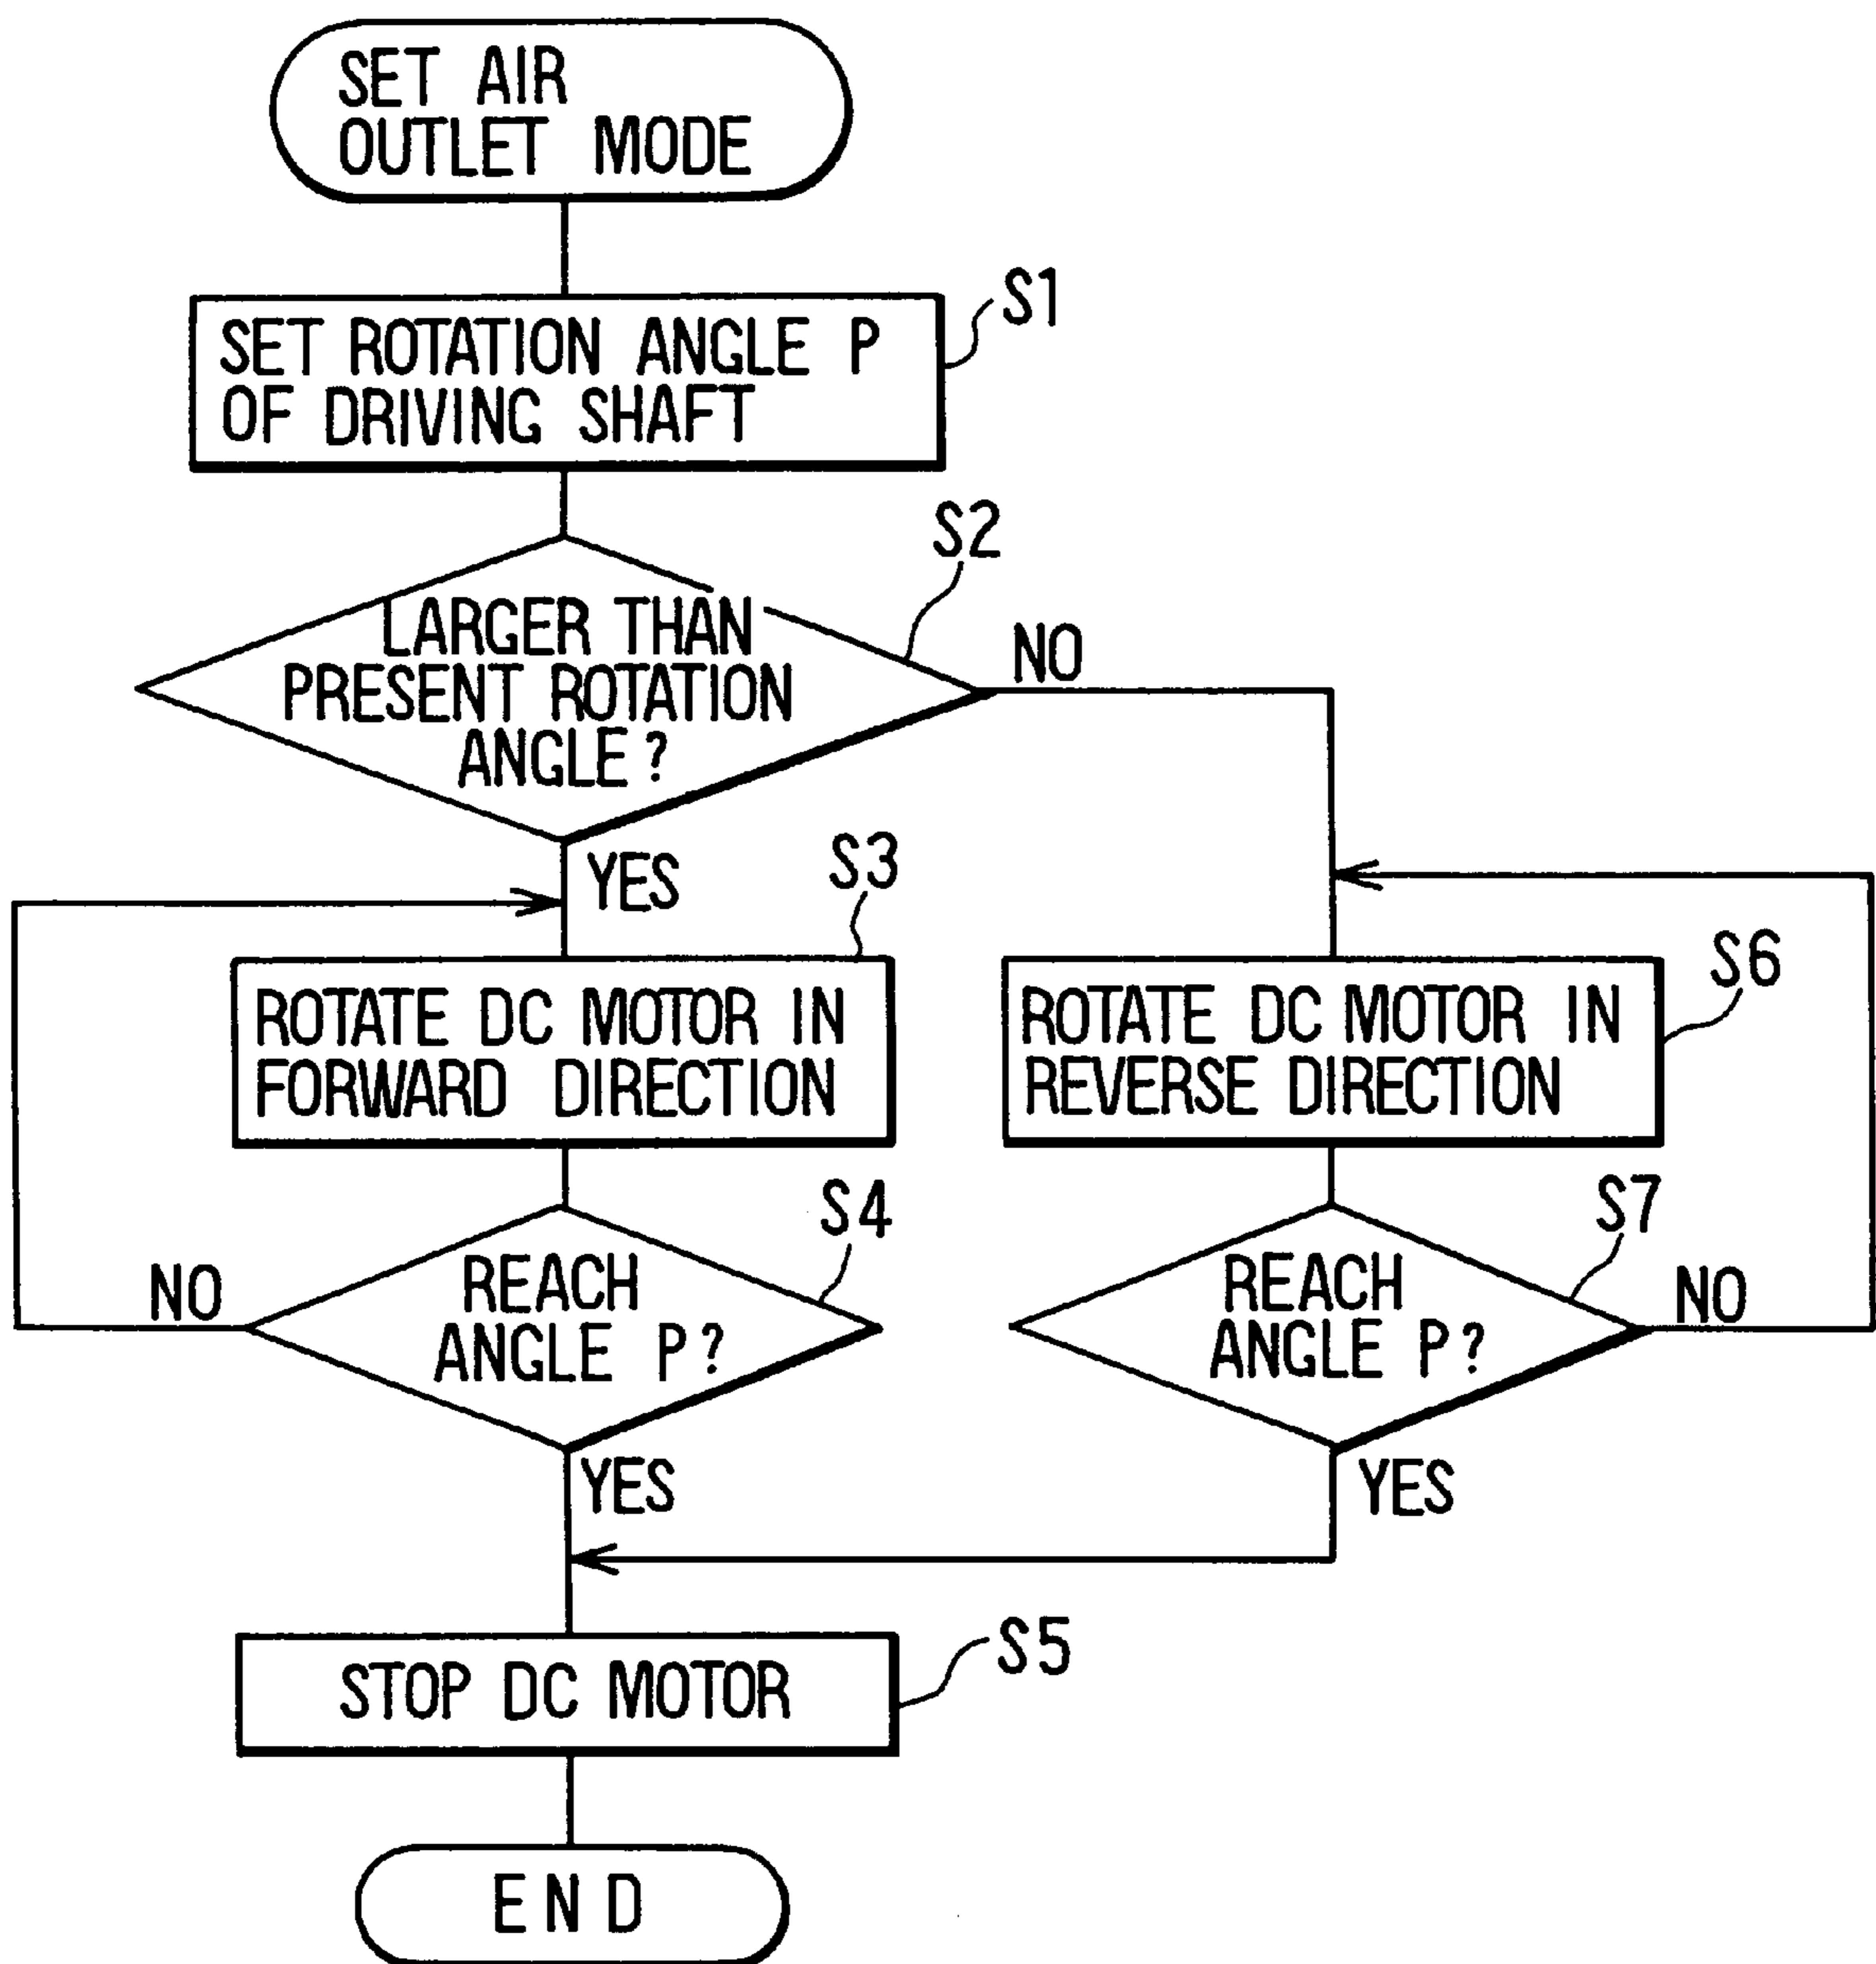 SET AIR
OUTLET MODE
S1
SET ROTATION ANGLE P
OF DRIVING SHAFT
S2
LARGER THAN
PRESENT ROTATION
ANGLE?
NO
YES
S3
ROTATE DC MOTOR IN
FORWARD DIRECTION
S6
ROTATE DC MOTOR IN
REVERSE DIRECTION
S4
REACH
ANGLE P?
NO
YES
S7
REACH
ANGLE P?
NO
YES
S5
STOP DC MOTOR
END